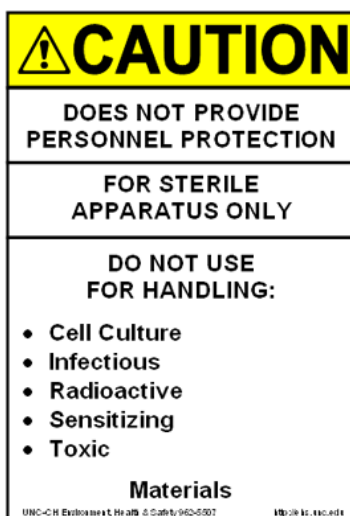 CAUTION
DOES NOT PROVIDE
PERSONNEL PROTECTION
FOR STERILE
APPARATUS ONLY
DO NOT USE
FOR HANDLING:
• Cell Culture
• Infectious
• Radioactive
• Sensitizing
• Toxic
Materials
UNC-CH Environment, Health & Safety 962-5507